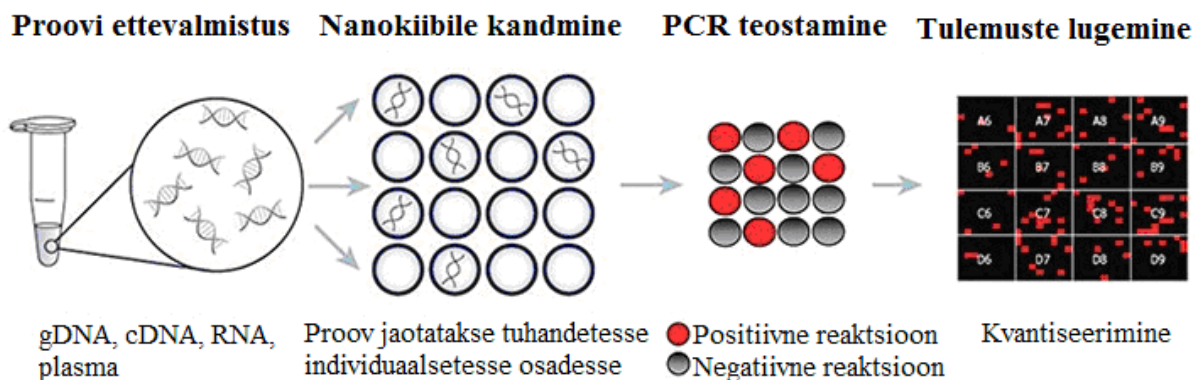 Proovi ettevalmistus
Nanokiibile kandmine
PCR teostamine
Tulemuste lugemine
A6 A7 A8 A9
B6 B7 B8 B9
C6 C7 C8 C9
D6 D7 D8 D9
gDNA, cDNA, RNA,
plasma
Proov jaotatakse tuhandetesse
individuaalsetesse osadesse
Positiivne reaktsioon
Negatiivne reaktsioon
Kvantiseerimine